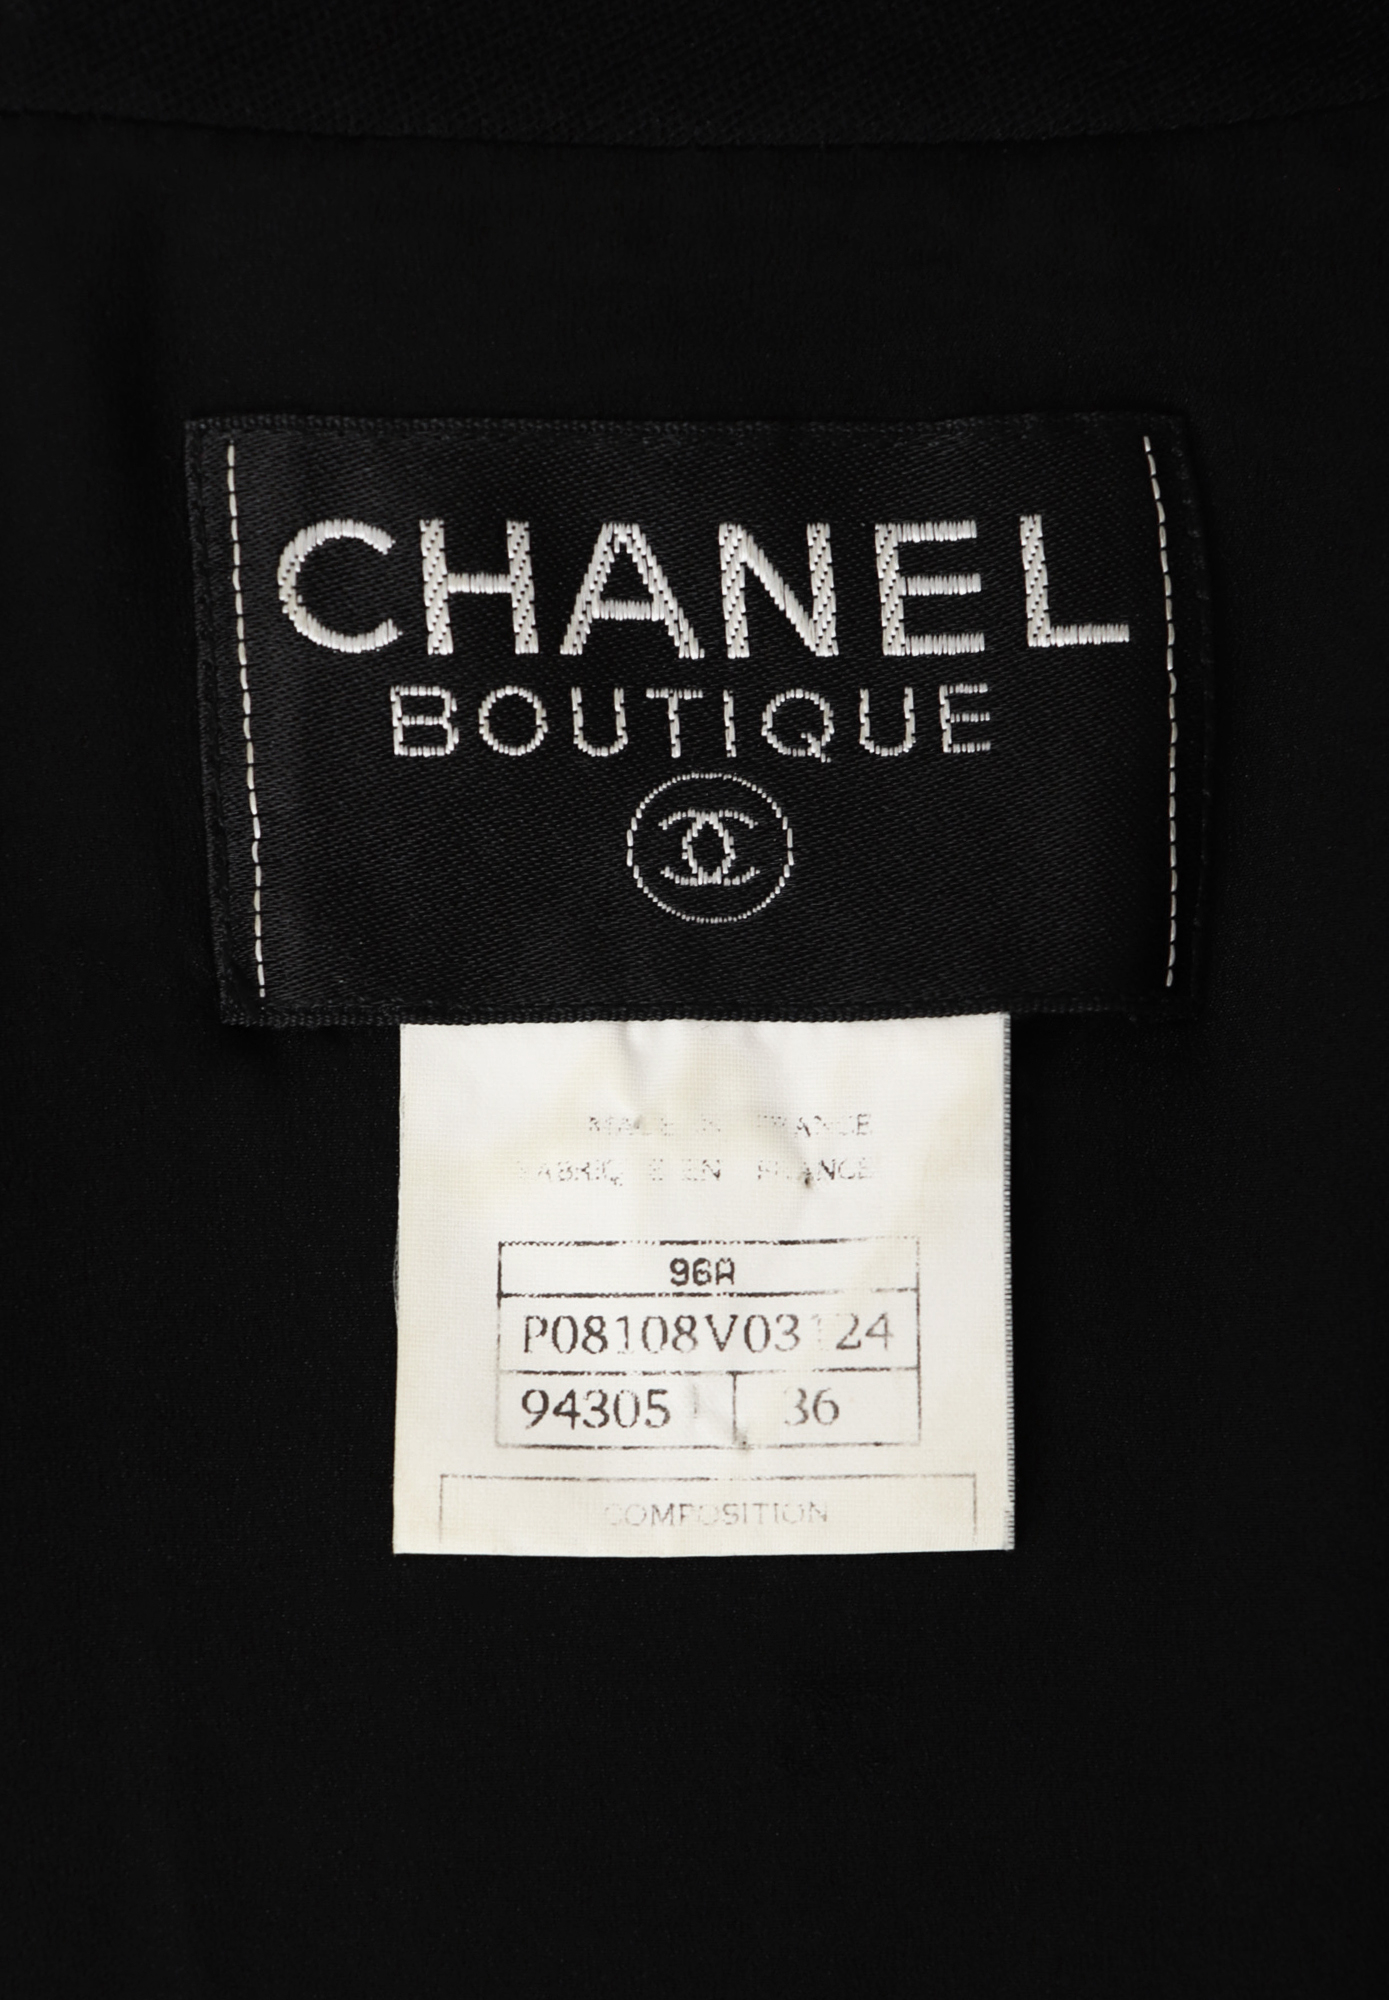 CHANEL
BOUTIQUE
MADE IN FRANCE
FABRIQUE EN FRANCE
96A
P08108V03124
94305 36
COMPOSITION